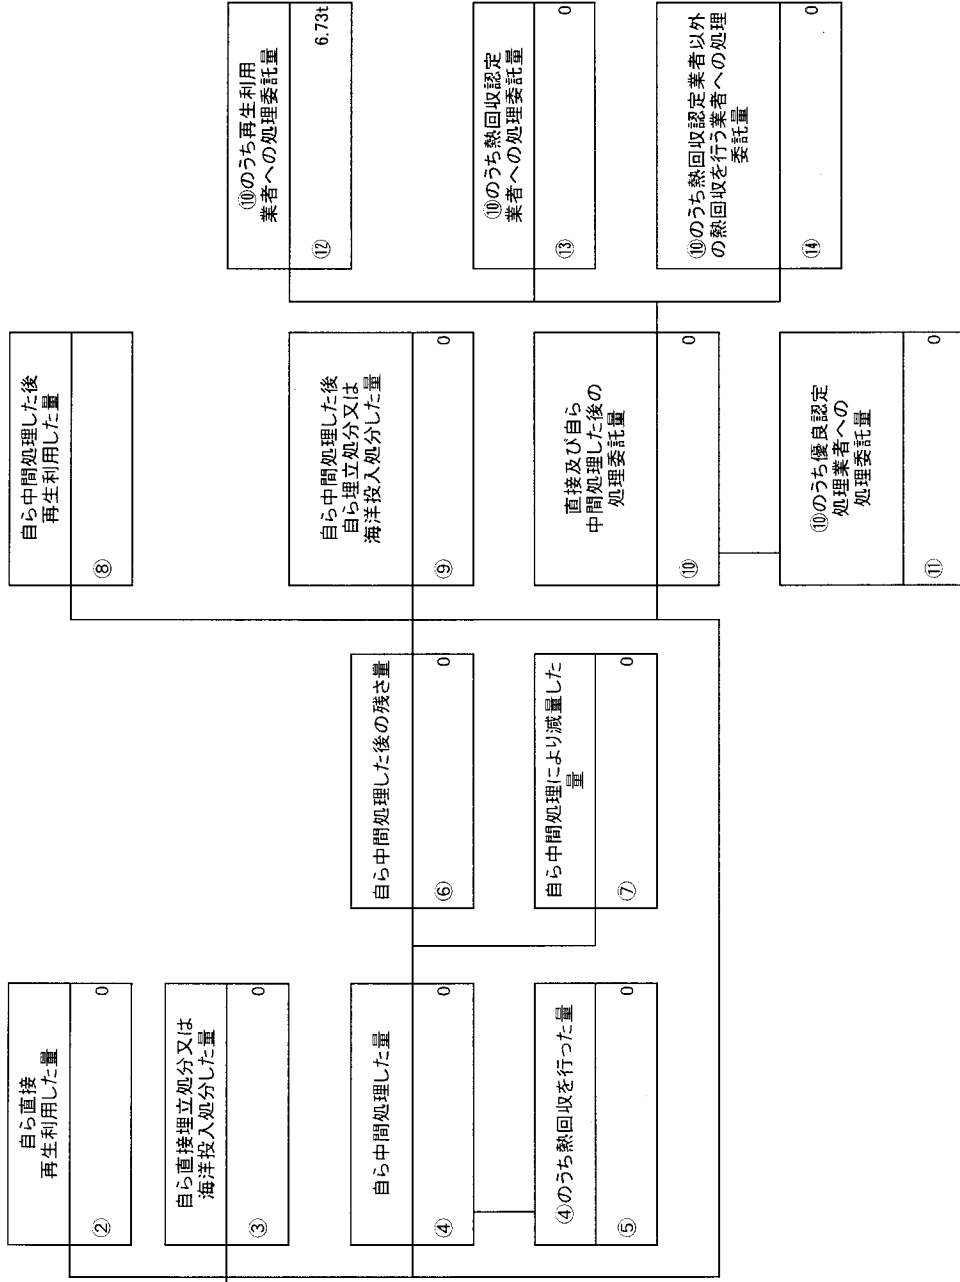 自ら直接
再生利用した量
②
0
自ら直接埋立処分又は
海洋投入処分した量
③
0
自ら中間処理した量
④
0
④のうち熱回収を行った量
⑤
0
自ら中間処理した後の残さ量
⑥
0
自ら中間処理により減量した
量
⑦
0
自ら中間処理した後
再生利用した量
⑧
自ら中間処理した後
自ら埋立処分又は
海洋投入処分した量
⑨
0
直接及び自ら
中間処理した後の
処理委託量
⑩
0
⑩のうち優良認定
処理業者への
処理委託量
⑪
0
⑩のうち再生利用
業者への処理委託量
⑫
6.73t
⑩のうち熱回収認定
業者への処理委託量
⑬
0
⑩のうち熱回収認定業者以外
の熱回収を行う業者への処理
委託量
⑭
0